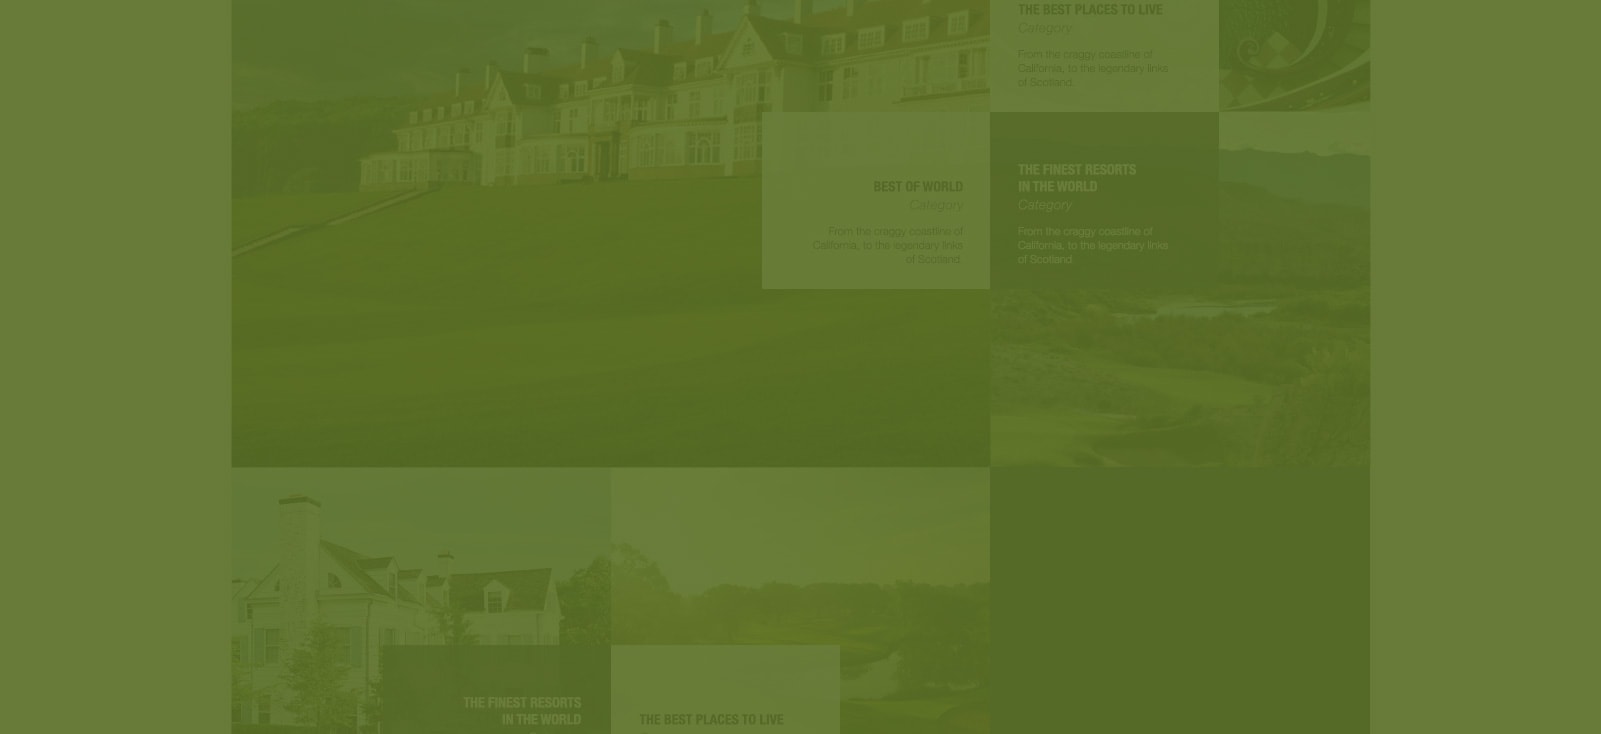 THE BEST PLACES TO LIVE
Category
From the craggy coastline of
California, to the legendary links
of Scotland.
BEST OF WORLD
Category
From the craggy coastline of
California, to the legendary links
of Scotland.
THE FINEST RESORTS
IN THE WORLD
Category
From the craggy coastline of
California, to the legendary links
of Scotland.
THE FINEST RESORTS
IN THE WORLD
THE BEST PLACES TO LIVE